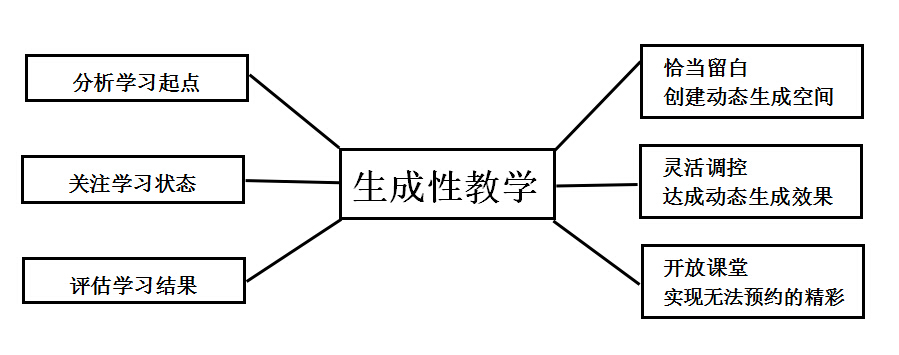 分析学习起点
关注学习状态
评估学习结果
生成性教学
恰当留白
创建动态生成空间
灵活调控
达成动态生成效果
开放课堂
实现无法预约的精彩